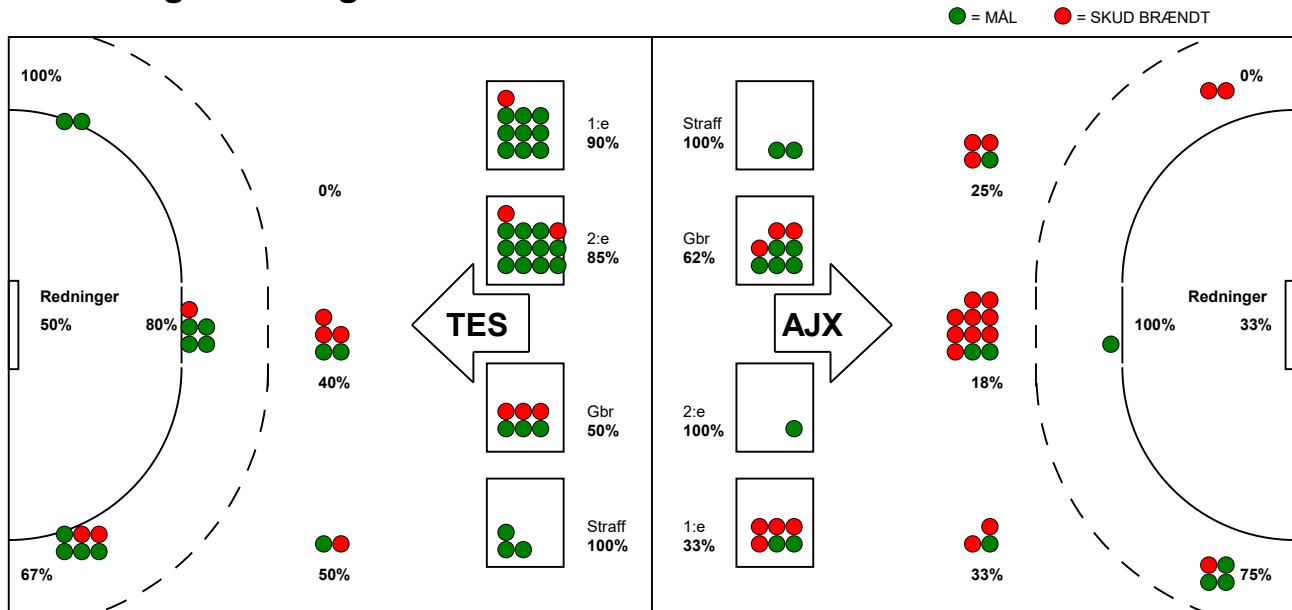 = MÅL
= SKUD BRÆNDT
100%
0%
1:e
90%
Straff
100%
0%
25%
2:e
85%
Gbr
62%
Redninger
50%
80%
TES
AJX
100%
Redninger
33%
40%
18%
Gbr
50%
2:e
100%
Straff
100%
1:e
33%
67%
50%
33%
75%